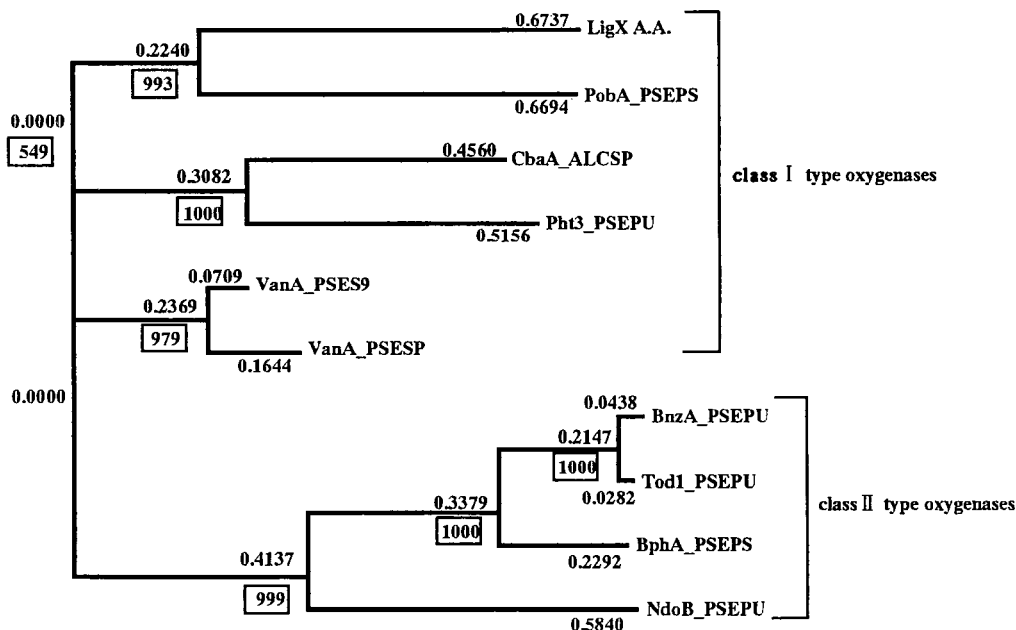 0.6737
LigX A.A.
0.2240
993
PobA_PSEPS
0.6694
0.0000
549
0.4560
CbaA_ALCSP
0.3082
1000
Pht3_PSEPU
0.5156
class I type oxygenases
0.0709
VanA_PSES9
0.2369
979
VanA_PSESP
0.1644
0.0000
0.0438
BnzA_PSEPU
0.2147
1000
Tod1_PSEPU
0.0282
0.3379
1000
BphA_PSEPS
0.2292
class II type oxygenases
0.4137
999
NdoB_PSEPU
0.5840